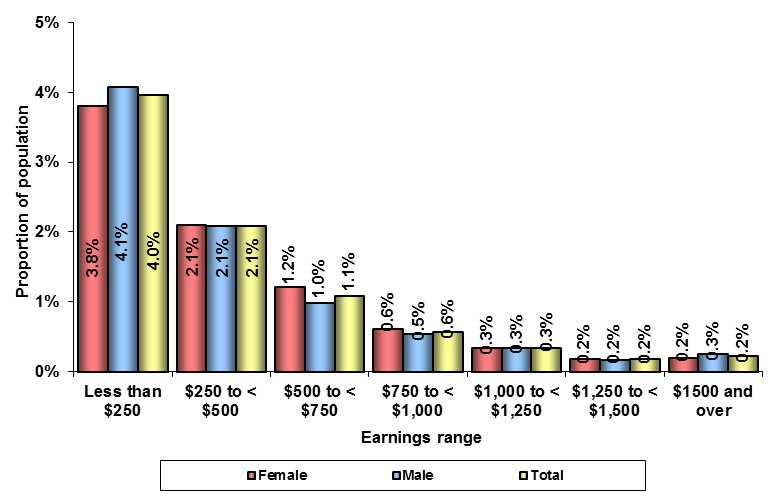 5%
4%
3%
2%
1%
0%
Proportion of population
3.8%
4.1%
4.0%
2.1%
2.1%
2.1%
1.2%
1.0%
1.1%
0.6%
0.5%
0.6%
0.3%
0.3%
0.3%
0.2%
0.2%
0.2%
0.2%
0.3%
0.2%
Less than
$250
$250 to <
$500
$500 to <
$750
$750 to <
$1,000
$1,000 to <
$1,250
$1,250 to <
$1,500
$1500 and
over
Earnings range
Female
Male
Total